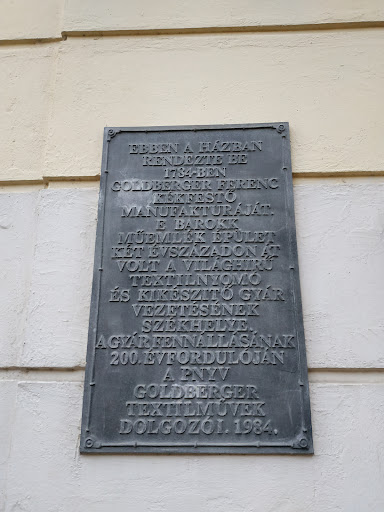 EBBEN A HÁZBAN
RENDEZTE BE
1784-BEN
GOLDBERGER FERENC
KÉKFESTŐ
MANUFAKTÚRÁJÁT.
E BAROKK
MŰEMLÉK ÉPÜLET
KÉT ÉVSZÁZADON ÁT
VOLT A VILÁGHÍRŰ
TEXTILNYOMÓ
ÉS KIKÉSZÍTŐ GYÁR
VEZETÉSÉNEK
SZÉKHELYE.
A GYÁR FENNÁLLÁSÁNAK
200. ÉVFORDULÓJÁN
A PNYV
GOLDBERGER
TEXTILMŰVEK
DOLGOZÓI. 1984.